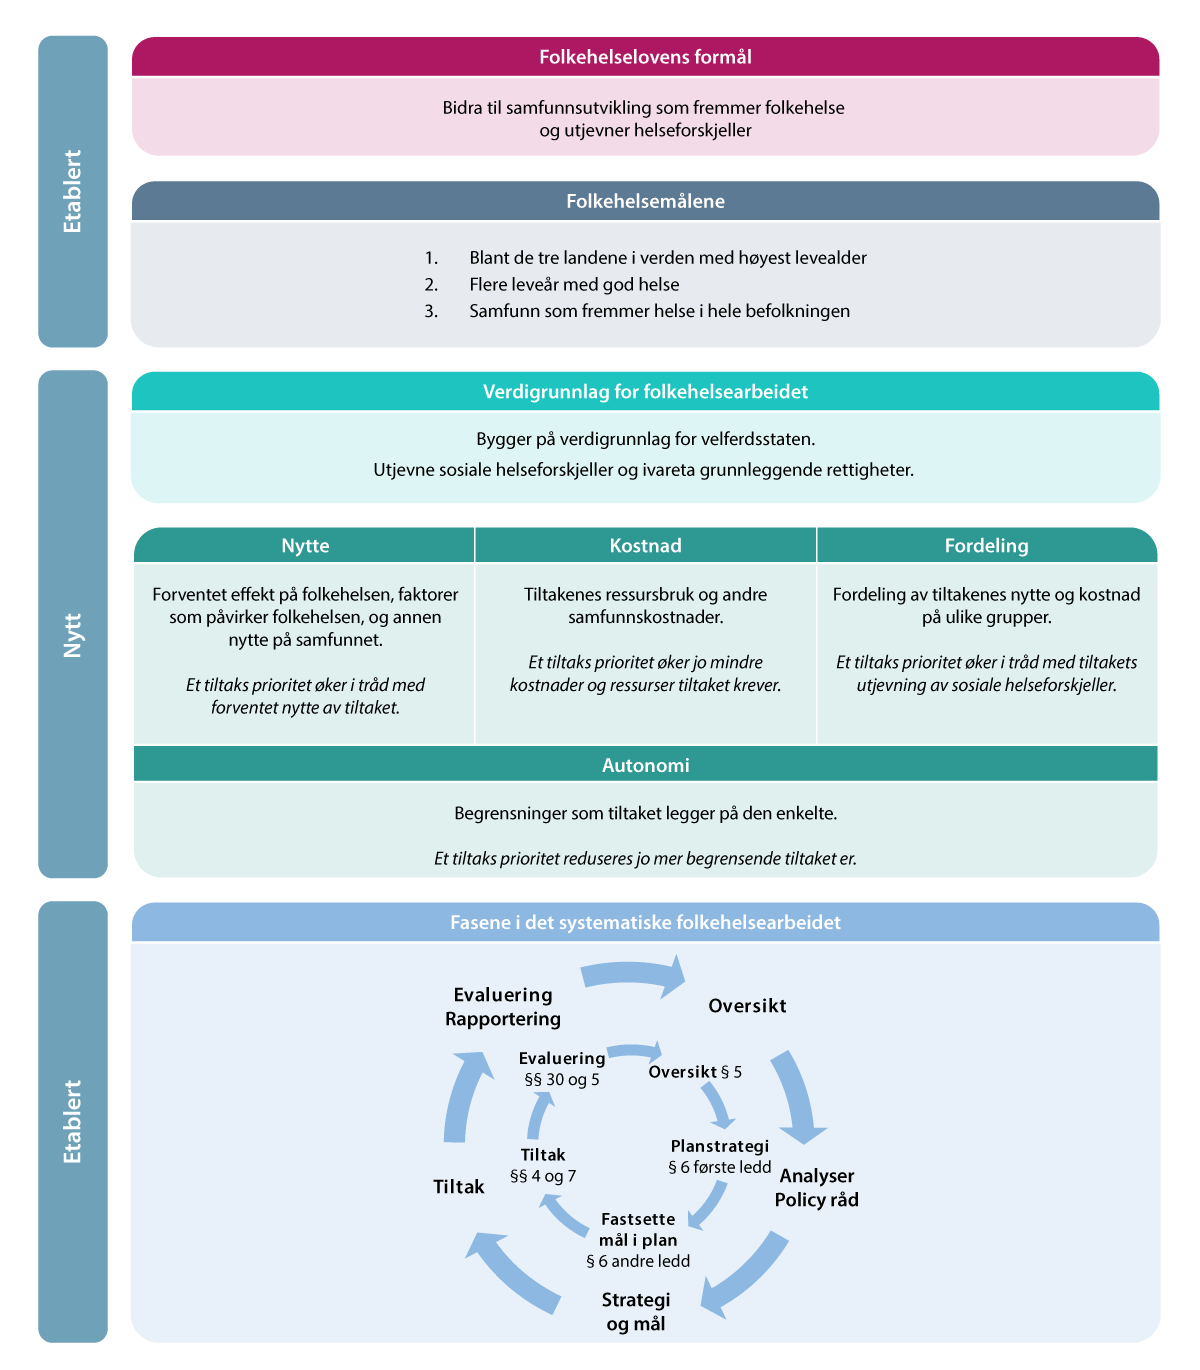 Etablert
Folkehelselovens formål
Bidra til samfunnsutvikling som fremmer folkehelse
og utjevner helseforskjeller
Folkehelsemålene
1. Blant de tre landene i verden med høyest levealder
2. Flere leveår med god helse
3. Samfunn som fremmer helse i hele befolkningen
Nytt
Verdigrunnlag for folkehelsearbeidet
Bygger på verdigrunnlag for velferdsstaten.
Utjevne sosiale helseforskjeller og ivareta grunnleggende rettigheter.
Nytte
Forventet effekt på folkehelsen, faktorer
som påvirker folkehelsen, og annen
nytte på samfunnet.
Et tiltaks prioritet øker i tråd med
forventet nytte av tiltaket.
Kostnad
Tiltakenes ressursbruk og andre
samfunnskostnader.
Et tiltaks prioritet øker jo mindre
kostnader og ressurser tiltaket krever.
Fordeling
Fordeling av tiltakenes nytte og kostnad
på ulike grupper.
Et tiltaks prioritet øker i tråd med tiltakets
utjevning av sosiale helseforskjeller.
Autonomi
Begrensninger som tiltaket legger på den enkelte.
Et tiltaks prioritet reduseres jo mer begrensende tiltaket er.
Etablert
Fasene i det systematiske folkehelsearbeidet
Evaluering
Rapportering
Oversikt
Analyser
Policy råd
Strategi
og mål
Tiltak
Evaluering
§§ 30 og 5
Oversikt § 5
Planstrategi
§ 6 første ledd
Fastsette
mål i plan
§ 6 andre ledd
Tiltak
§§ 4 og 7